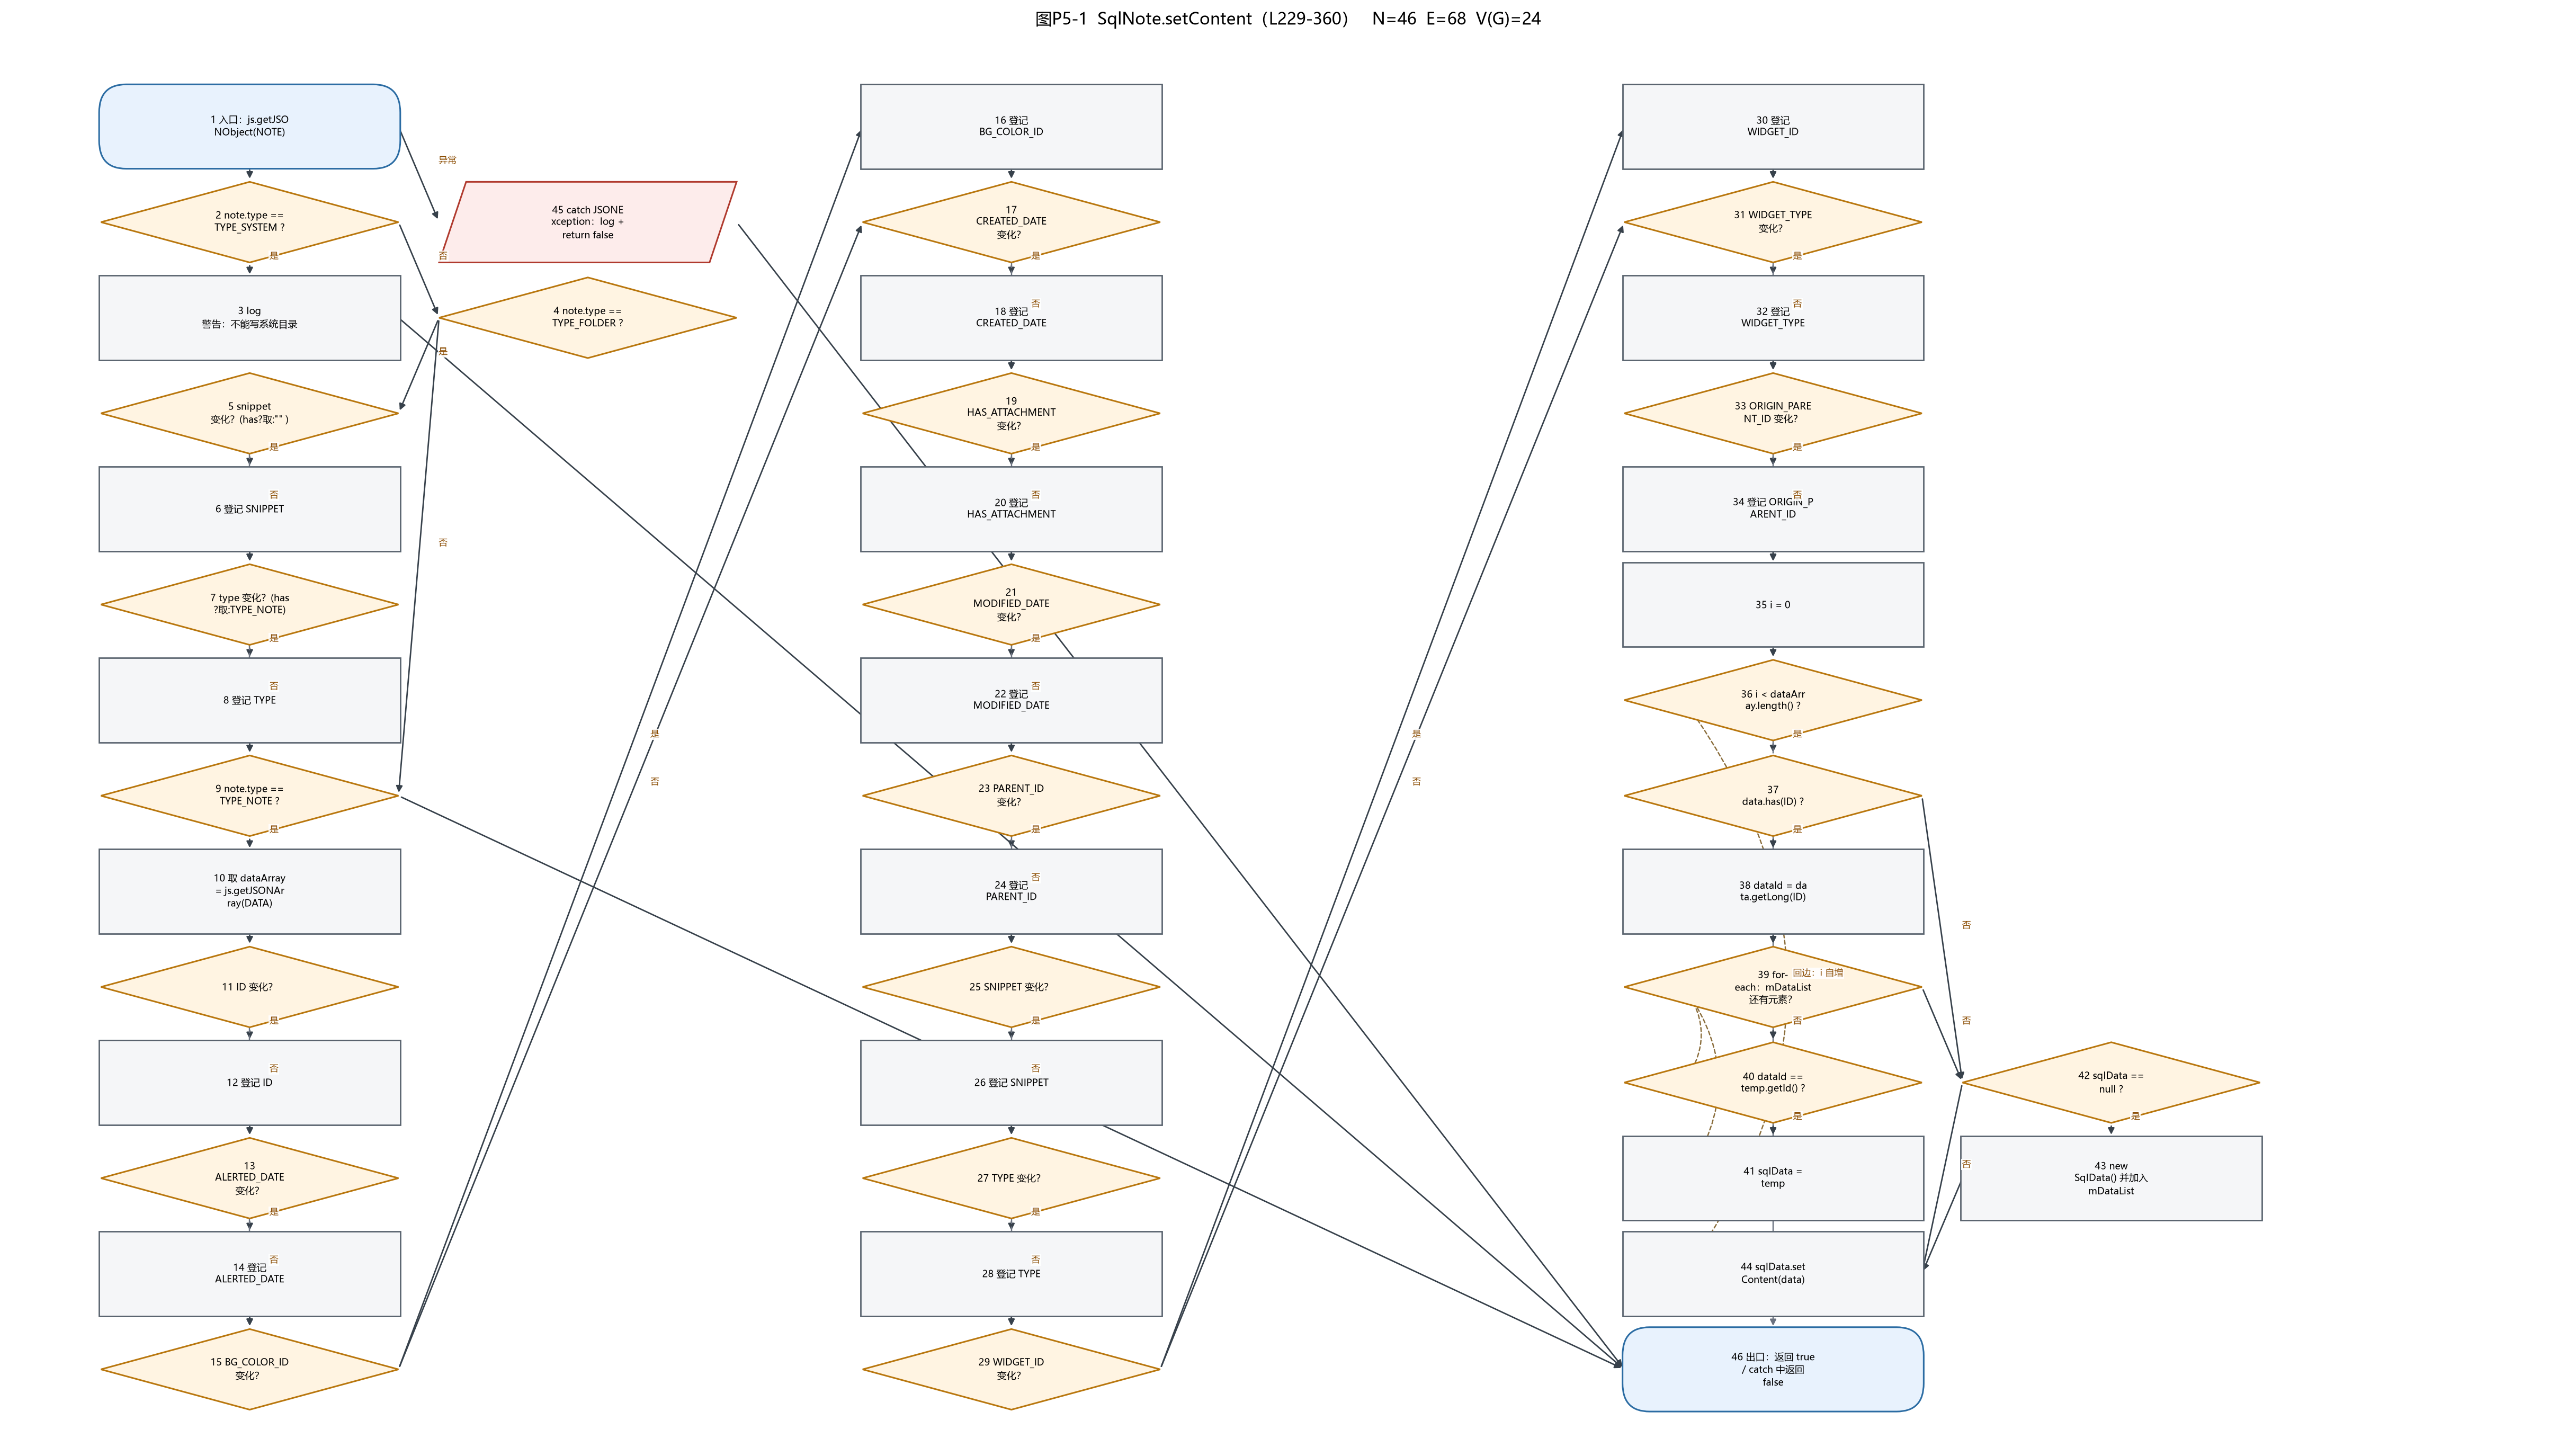 图P5-1  SqlNote.setContent（L229-360）   N=46  E=68  V(G)=24
1 入口：js.getJSO
NObject(NOTE)
异常
2 note.type ==
TYPE_SYSTEM ?
是
否
45 catch JSONE
xception：log +
return false
3 log
警告：不能写系统目录
4 note.type ==
TYPE_FOLDER ?
是
否
5 snippet
变化？(has?取:"" )
是
否
6 登记 SNIPPET
7 type 变化？(has
?取:TYPE_NOTE)
是
否
8 登记 TYPE
9 note.type ==
TYPE_NOTE ?
是
10 取 dataArray
= js.getJSONAr
ray(DATA)
11 ID 变化？
是
否
12 登记 ID
13
ALERTED_DATE
变化？
是
否
14 登记
ALERTED_DATE
15 BG_COLOR_ID
变化？
是
否
16 登记
BG_COLOR_ID
17
CREATED_DATE
变化？
是
否
18 登记
CREATED_DATE
19
HAS_ATTACHMENT
变化？
是
否
20 登记
HAS_ATTACHMENT
21
MODIFIED_DATE
变化？
是
否
22 登记
MODIFIED_DATE
23 PARENT_ID
变化？
是
否
24 登记
PARENT_ID
25 SNIPPET 变化？
是
否
26 登记 SNIPPET
27 TYPE 变化？
是
否
28 登记 TYPE
29 WIDGET_ID
变化？
是
否
30 登记
WIDGET_ID
31 WIDGET_TYPE
变化？
是
否
32 登记
WIDGET_TYPE
33 ORIGIN_PARE
NT_ID 变化？
是
否
34 登记 ORIGIN_P
ARENT_ID
35 i = 0
36 i < dataArr
ay.length() ?
是
37
data.has(ID) ?
是
否
38 dataId = da
ta.getLong(ID)
39 for-
each：mDataList
还有元素？
回边：i 自增
否
否
40 dataId ==
temp.getId() ?
是
41 sqlData =
temp
42 sqlData ==
null ?
是
否
43 new
SqlData() 并加入
mDataList
44 sqlData.set
Content(data)
46 出口：返回 true
/ catch 中返回
false